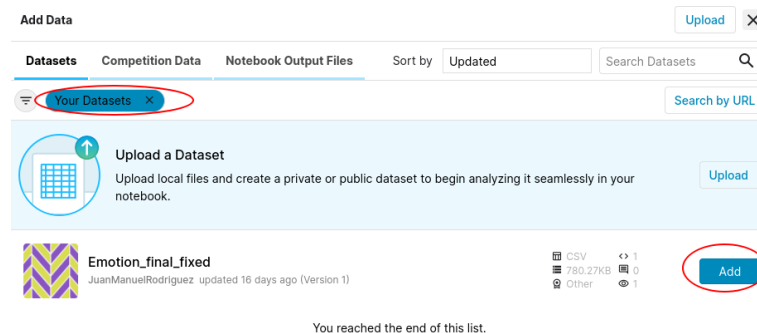 Add Data
Upload
Datasets Competition Data Notebook Output Files Sort by Updated Search Datasets
Your Datasets × Search by URL
Upload a Dataset
Upload local files and create a private or public dataset to begin analyzing it seamlessly in your
notebook.
Upload
Emotion_final_fixed
JuanManuelRodriguez updated 16 days ago (Version 1)
CSV <> 1
780.27KB 0
Other 1
Add
You reached the end of this list.